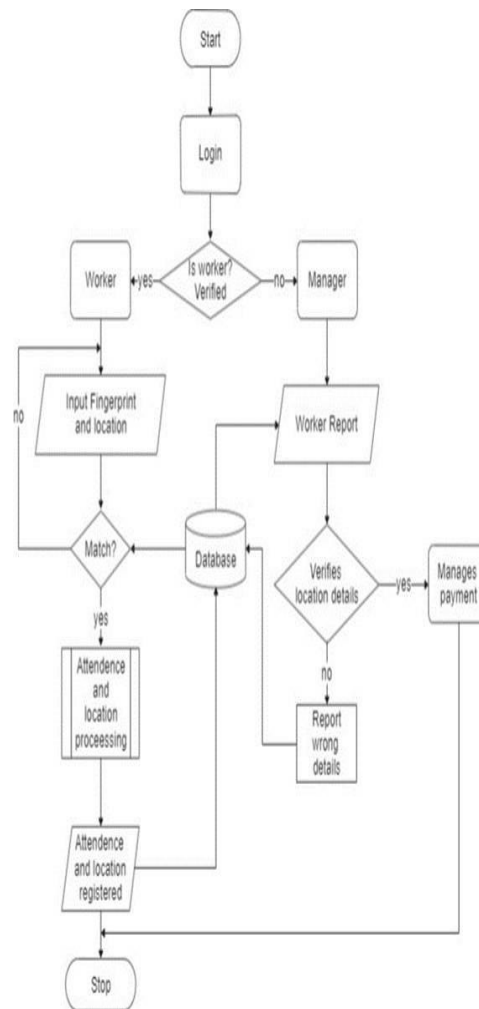 Start
Login
Is worker?
Verified
yes
no
Worker
Manager
Input Fingerprint
and location
Worker Report
no
Match?
Database
Verifies
location details
yes
Manages
payment
yes
no
Attendence
and
location
proceessing
Report
wrong
details
Attendence
and location
registered
Stop